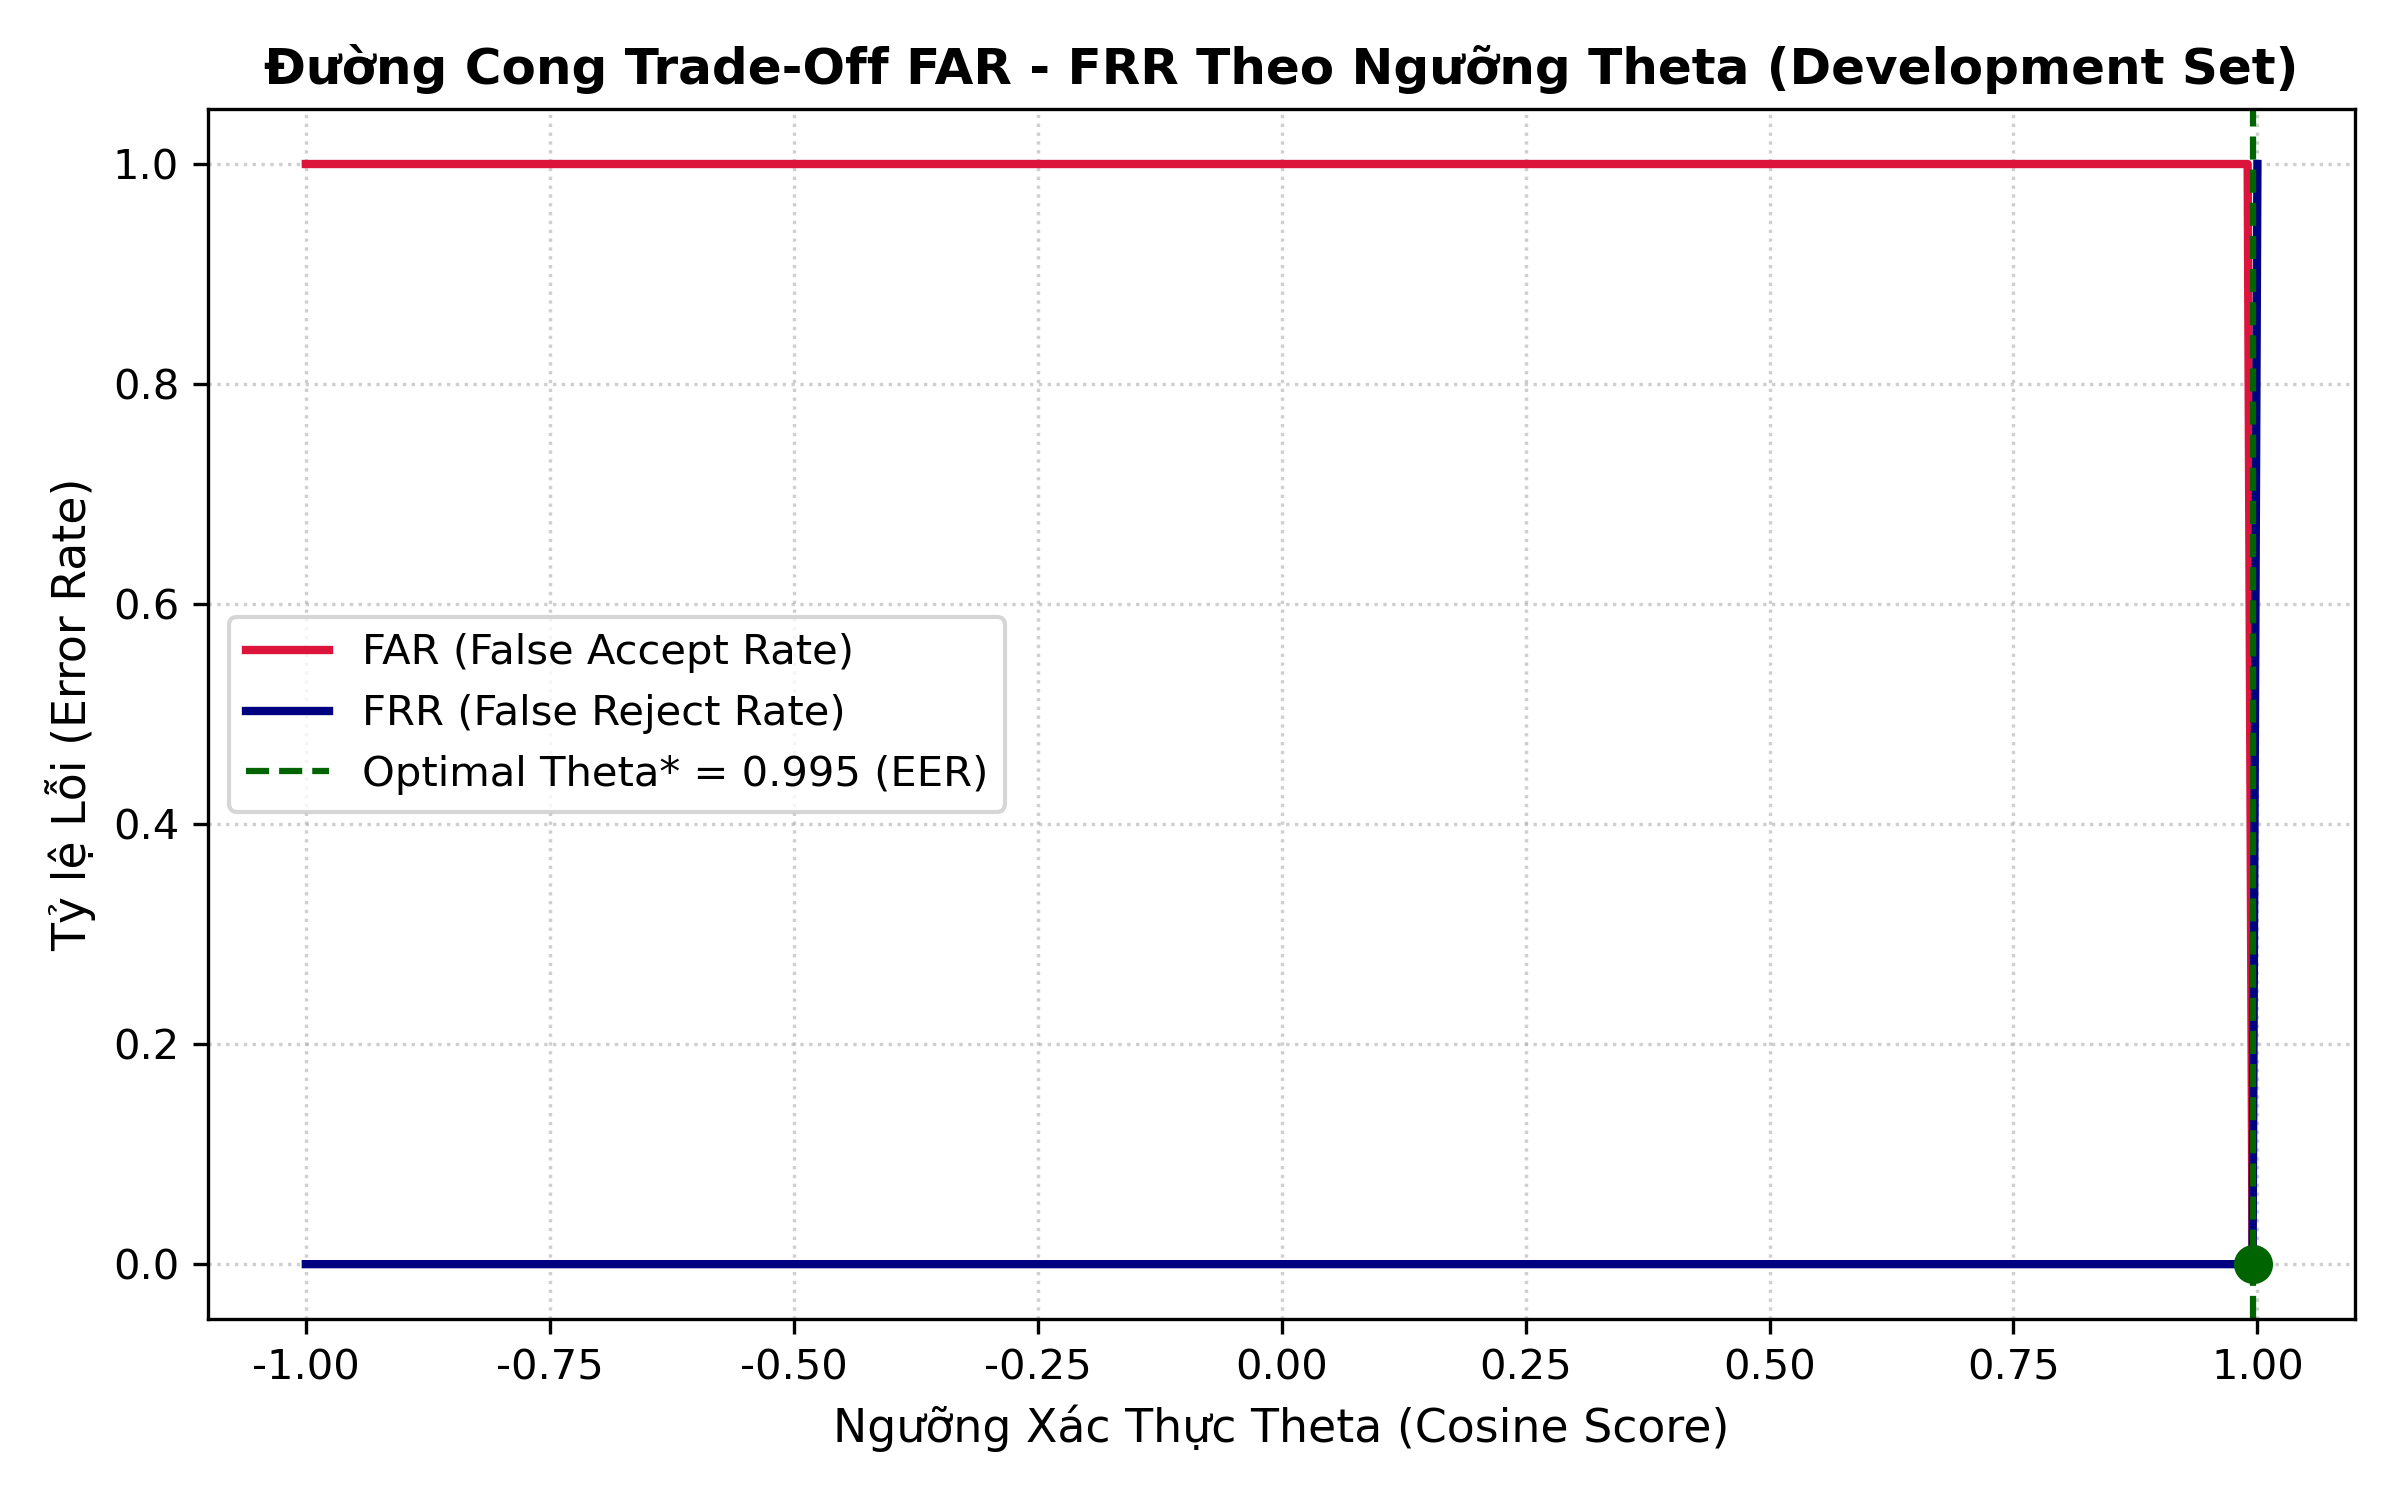 Đường Cong Trade-Off FAR - FRR Theo Ngưỡng Theta (Development Set)
Tỷ lệ Lỗi (Error Rate)
1.0
0.8
0.6
0.4
0.2
0.0
FAR (False Accept Rate)
FRR (False Reject Rate)
Optimal Theta* = 0.995 (EER)
-1.00 -0.75 -0.50 -0.25 0.00 0.25 0.50 0.75 1.00
Ngưỡng Xác Thực Theta (Cosine Score)